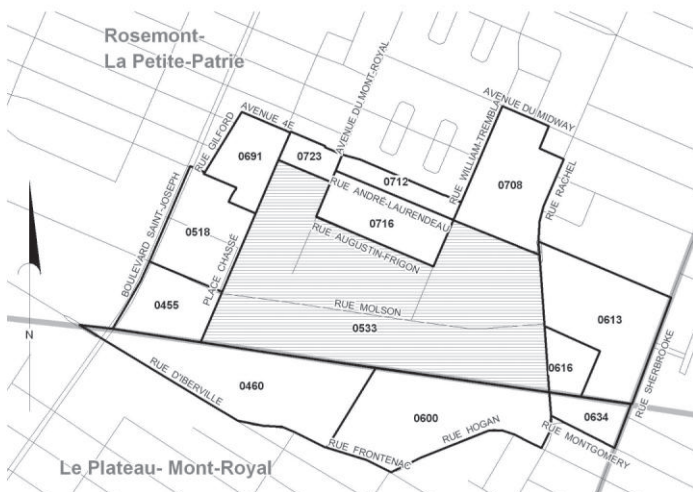 Rosemont-
La Petite-Patrie
AVENUE DU MONT-ROYAL
AVENUE DU MIDWAY
RUE GILFORD
AVENUE 4E
RUE WILLIAM-TREMBLA
0691
0723
0712
0708
RUE RACHEL
RUE ANDRÉ-LAURENDEAU
BOULEVARD SAINT-JOSEPH
0518
PLACE CHASSÉ
0716
RUE AUGUSTIN-FRIGON
0455
RUE MOLSON
0533
0613
N
RUE D'IBERVILLE
0460
0616
RUE SHERBROOKE
0600
RUE HOGAN
0634
RUE MONTGOMERY
RUE FRONTENAC
Le Plateau- Mont-Royal